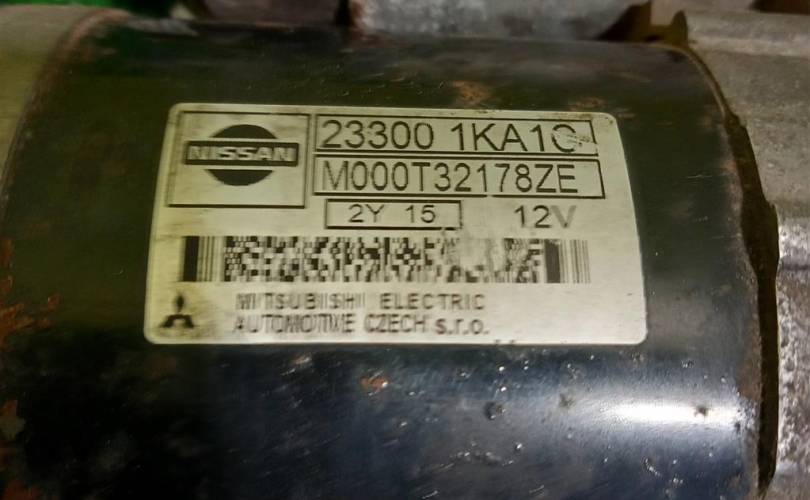 NISSAN
23300 1KA1C
M000T32178ZE
2Y 15 12V
MITSUBISHI ELECTRIC
AUTOMOTIVE CZECH s.r.o.